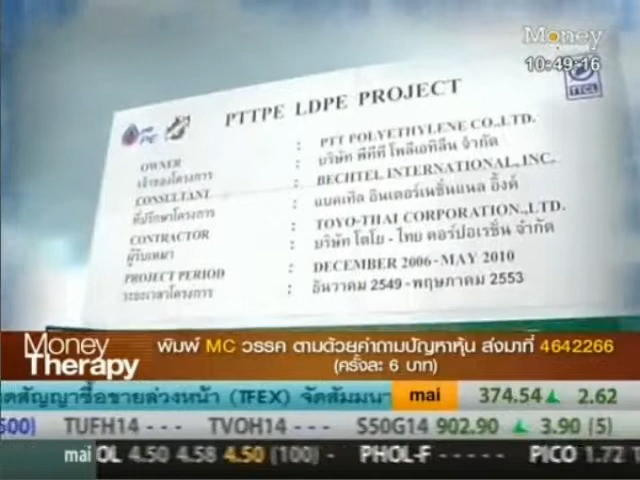 Money
10:49:16
PTTPE LDPE PROJECT
TTCL
OWNER : PTT POLYETHYLENE CO.,LTD.
เจ้าของโครงการ : บริษัท พีทีที โพลีเอทิลีน จำกัด
CONSULTANT : BECHTEL INTERNATIONAL, INC.
ที่ปรึกษาโครงการ : แบคเทิล อินเตอร์เนชั่นแนล อิ้งค์
CONTRACTOR : TOYO-THAI CORPORATION.,LTD.
ผู้รับเหมา : บริษัท โตโย - ไทย คอร์ปอเรชั่น จำกัด
PROJECT PERIOD : DECEMBER 2006 - MAY 2010
ระยะเวลาโครงการ : ธันวาคม 2549 - พฤษภาคม 2553
Money Therapy
พิมพ์ MC วรรค ตามด้วยคำถามปัญหาหุ้น ส่งมาที่ 4642266
(ครั้งละ 6 บาท)
ดสัญญาซื้อขายล่วงหน้า (TFEX) จัดสัมมนา mai 374.54 ▲ 2.62
500) TUFH14 - - - TVOH14 - - - S50G14 902.90 ▲ 3.90 (5)
mai OL 4.50 4.58 4.50 (100) - PHOL-F - - - - - PICO 1.72 1